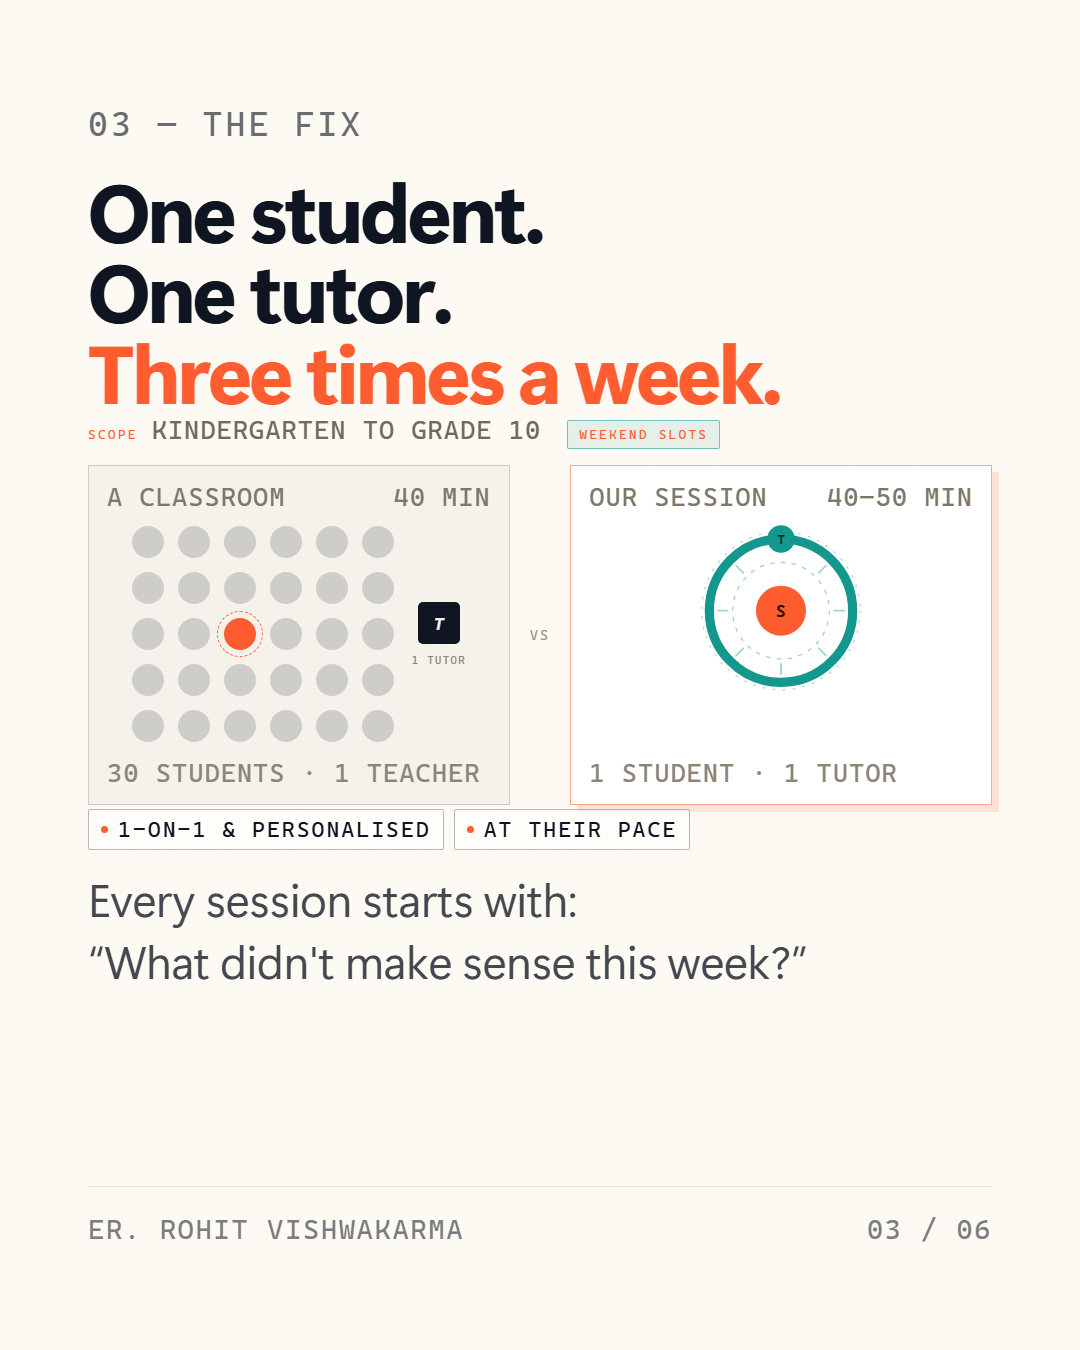 03 — THE FIX
One student.
One tutor.
Three times a week.
SCOPE KINDERGARTEN TO GRADE 10 WEEKEND SLOTS
A CLASSROOM 40 MIN
T
1 TUTOR
30 STUDENTS · 1 TEACHER
VS
OUR SESSION 40–50 MIN
T
S
1 STUDENT · 1 TUTOR
1-ON-1 & PERSONALISED
AT THEIR PACE
Every session starts with:
“What didn't make sense this week?”
ER. ROHIT VISHWAKARMA 03 / 06